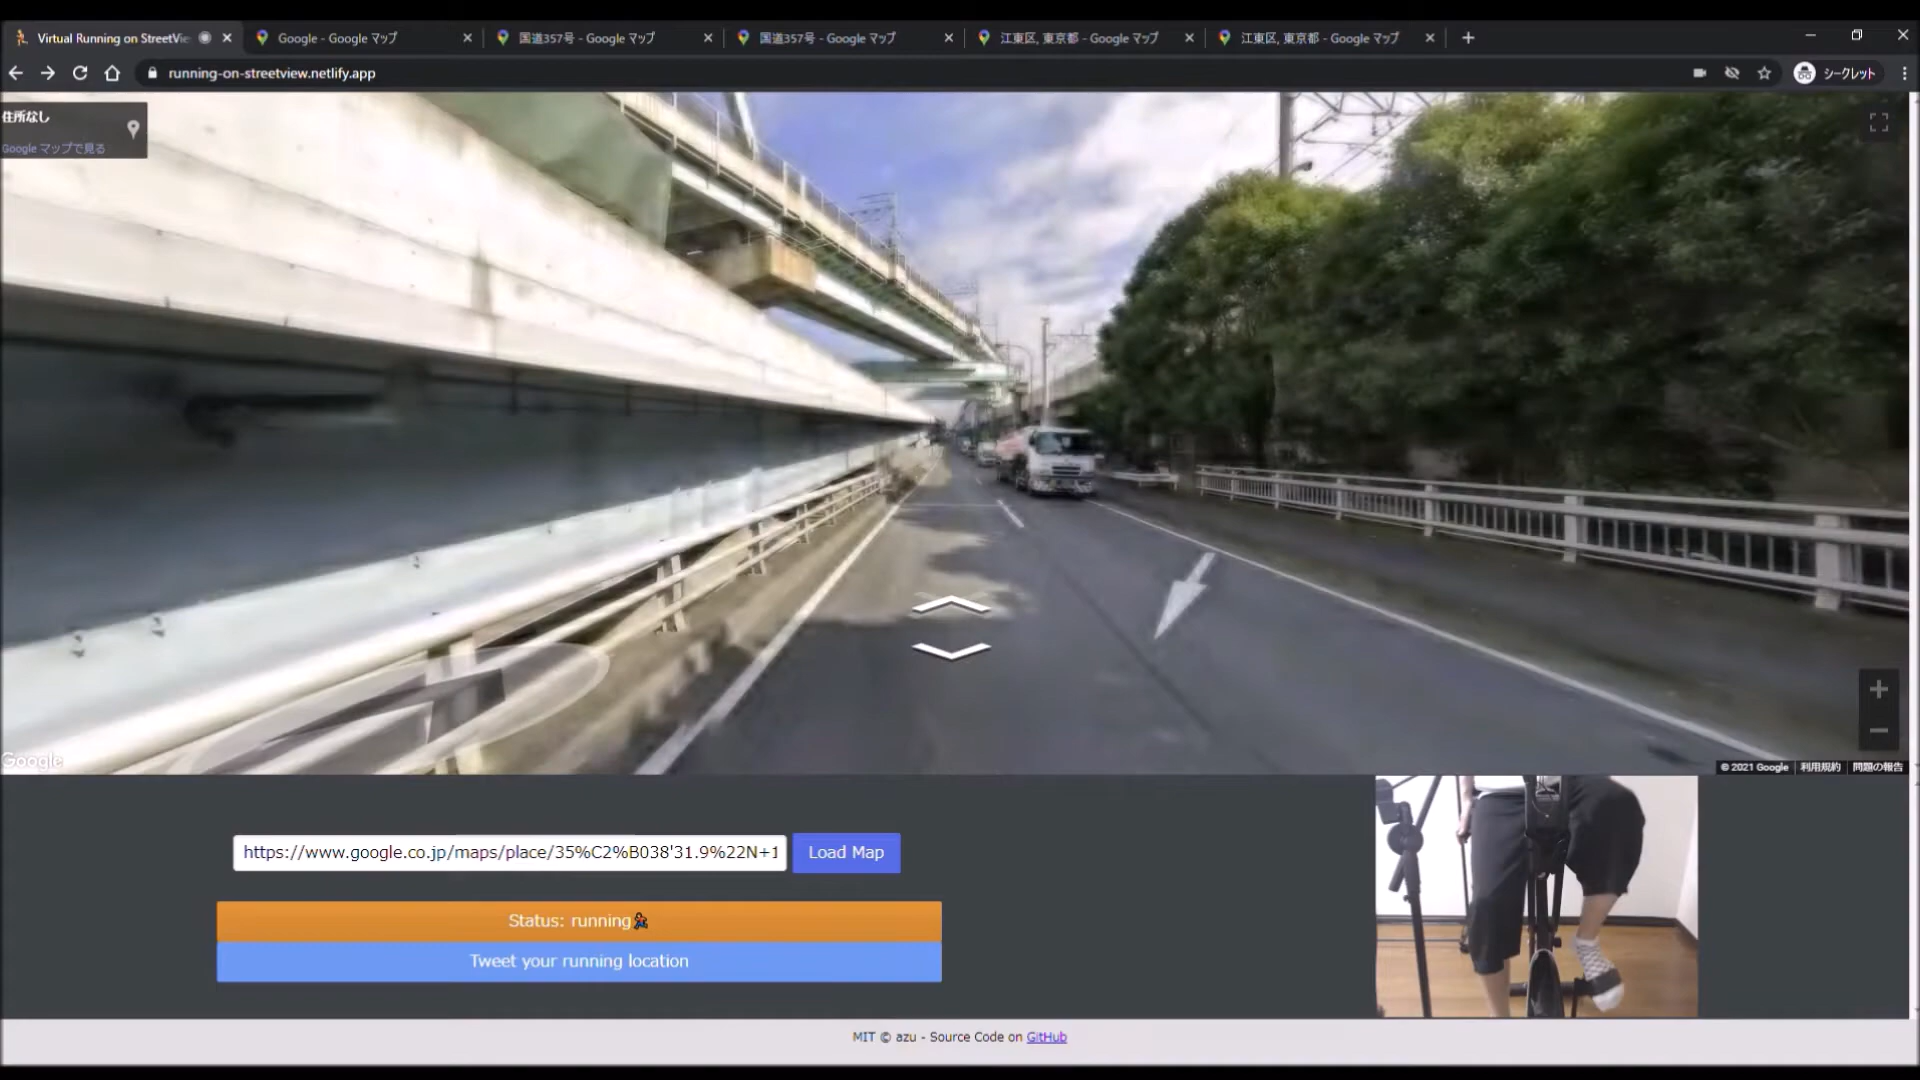 Virtual Running on StreetVie
Google - Google マップ
国道357号 - Google マップ
国道357号 - Google マップ
江東区, 東京都 - Google マップ
江東区, 東京都 - Google マップ
running-on-streetview.netlify.app
シークレット
住所なし
Google マップで見る
Google
© 2021 Google
利用規約
問題の報告
https://www.google.co.jp/maps/place/35%C2%B038'31.9%22N+1
Load Map
Status: running
Tweet your running location
MIT © azu - Source Code on GitHub